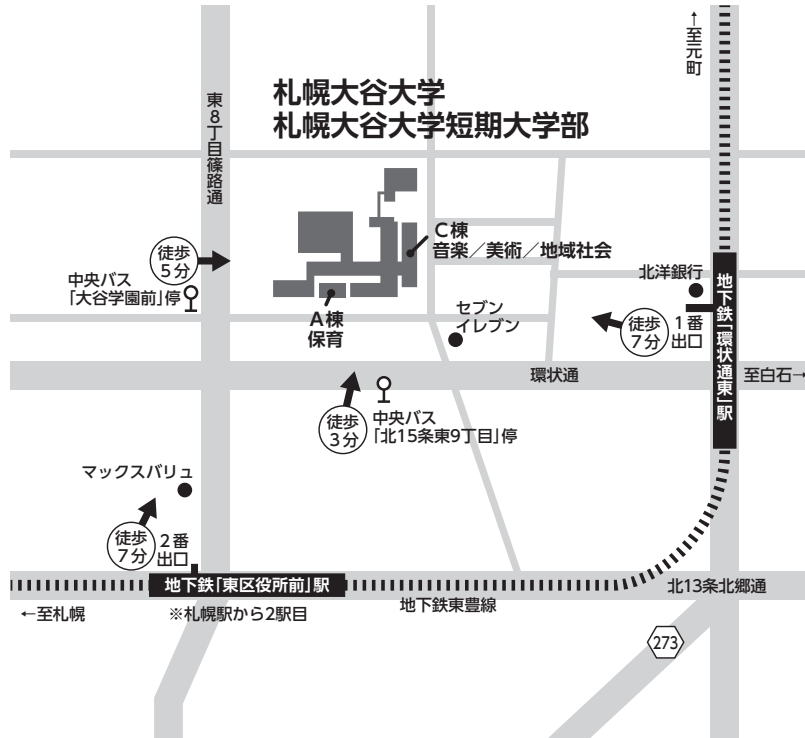 ←至元町
札幌大谷大学
札幌大谷大学短期大学部
東8丁目篠路通
C棟
音楽／美術／地域社会
徒歩
5分
中央バス
「大谷学園前」停
A棟
保育
セブン
イレブン
北洋銀行
徒歩
7分
1番
出口
地下鉄「環状通東」駅
環状通
至白石→
徒歩
3分
中央バス
「北15条東9丁目」停
マックスバリュ
徒歩
7分
2番
出口
地下鉄「東区役所前」駅
北13条北郷通
←至札幌
※札幌駅から2駅目
地下鉄東豊線
273